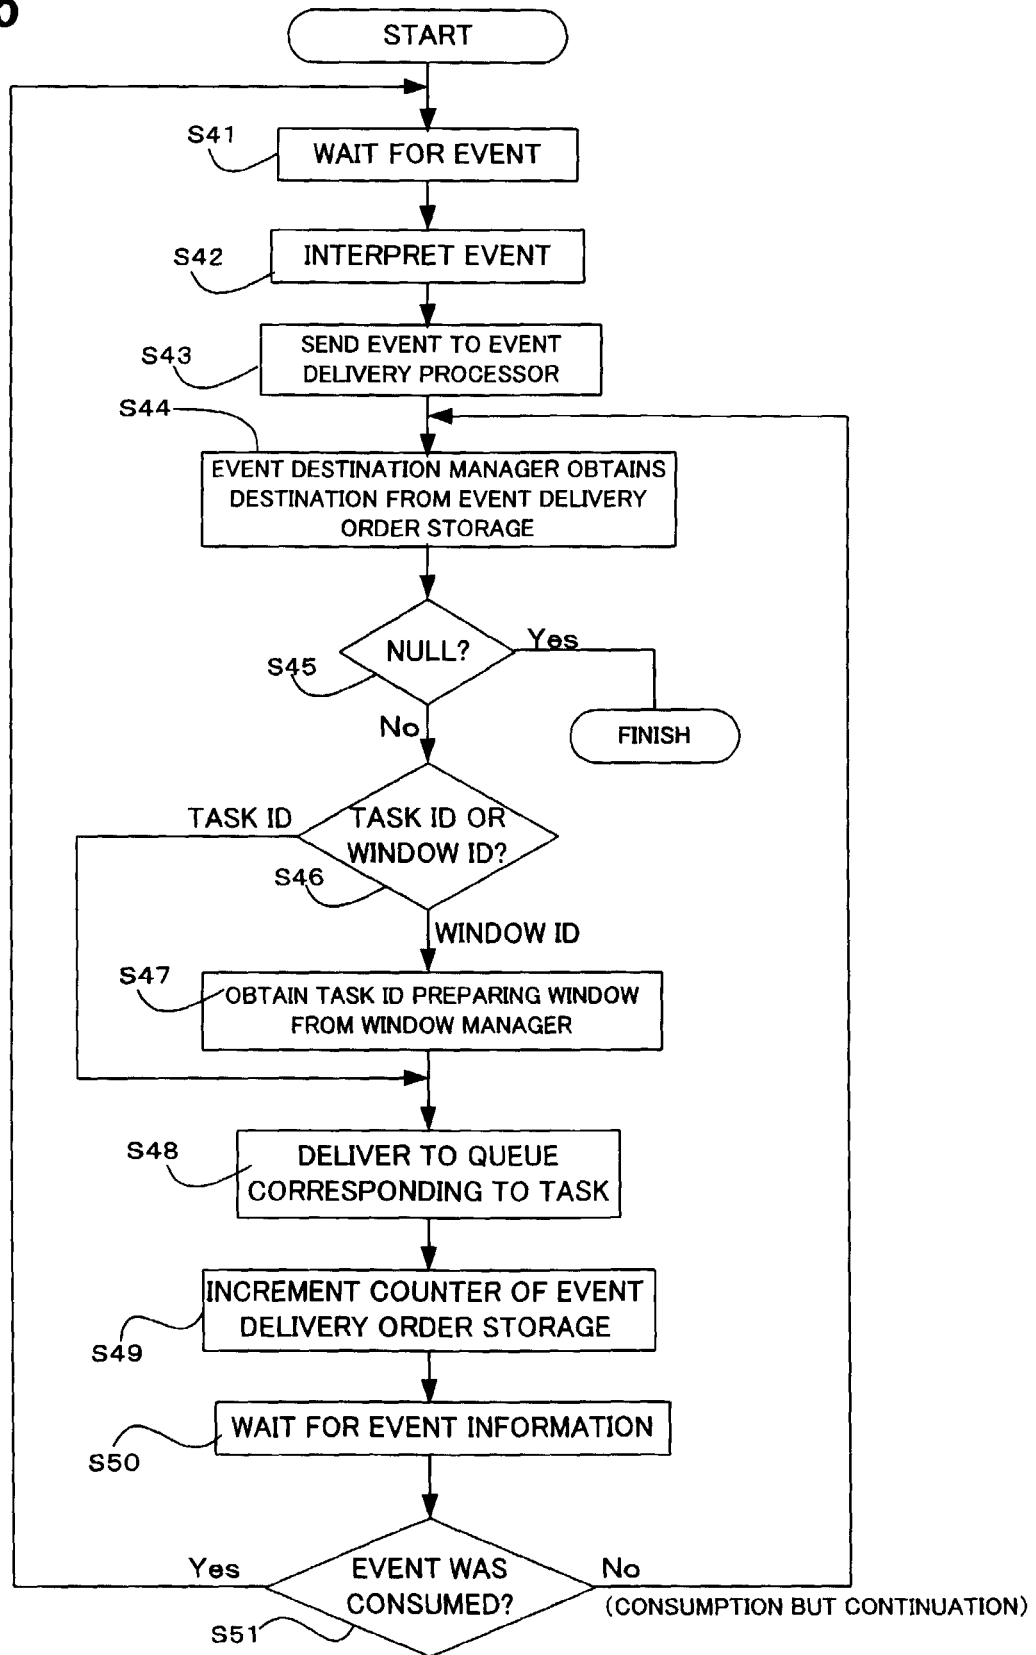 START
S41
WAIT FOR EVENT
S42
INTERPRET EVENT
S43
SEND EVENT TO EVENT
DELIVERY PROCESSOR
S44
EVENT DESTINATION MANAGER OBTAINS
DESTINATION FROM EVENT DELIVERY
ORDER STORAGE
S45
NULL?
Yes
No
FINISH
TASK ID
TASK ID OR
WINDOW ID?
S46
WINDOW ID
S47
OBTAIN TASK ID PREPARING WINDOW
FROM WINDOW MANAGER
S48
DELIVER TO QUEUE
CORRESPONDING TO TASK
INCREMENT COUNTER OF EVENT
DELIVERY ORDER STORAGE
S49
WAIT FOR EVENT INFORMATION
S50
Yes
EVENT WAS
CONSUMED?
No
(CONSUMPTION BUT CONTINUATION)
S51